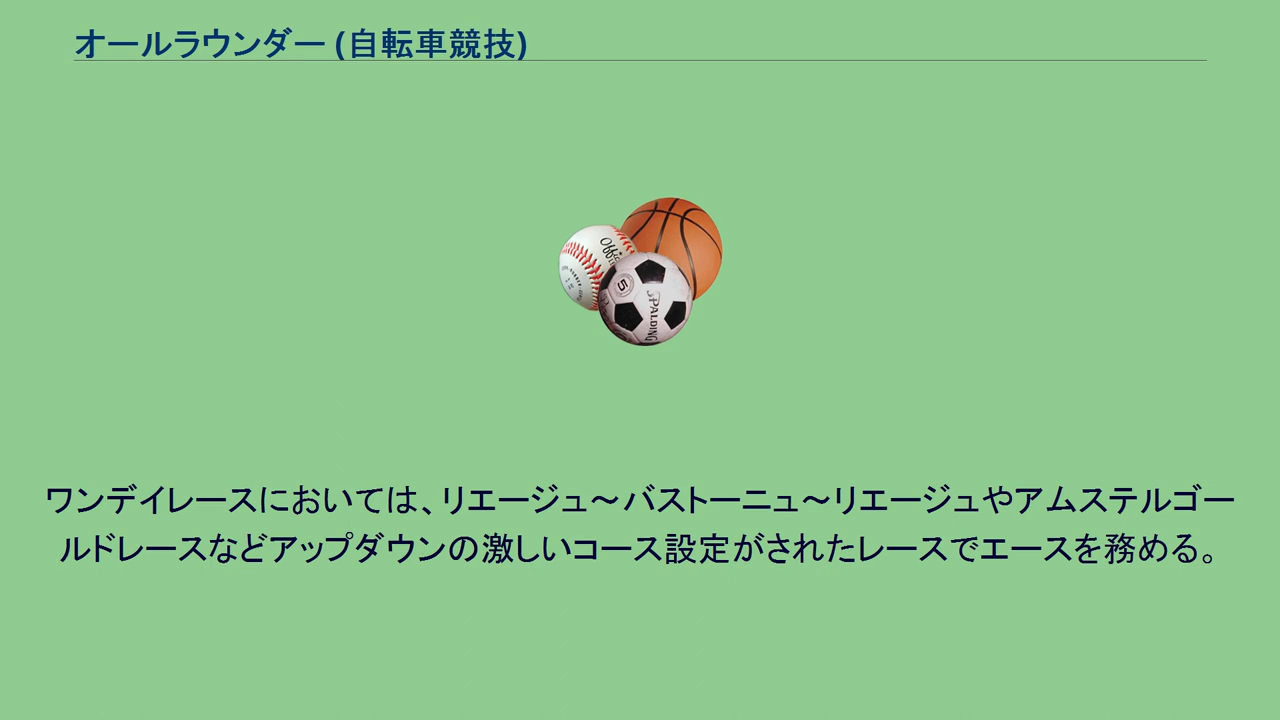 オールラウンダー (自転車競技)
Offic
5
SPALDING
ワンデイレースにおいては、リエージュ～バストーニュ～リエージュやアムステルゴー
ルドレースなどアップダウンの激しいコース設定がされたレースでエースを務める。